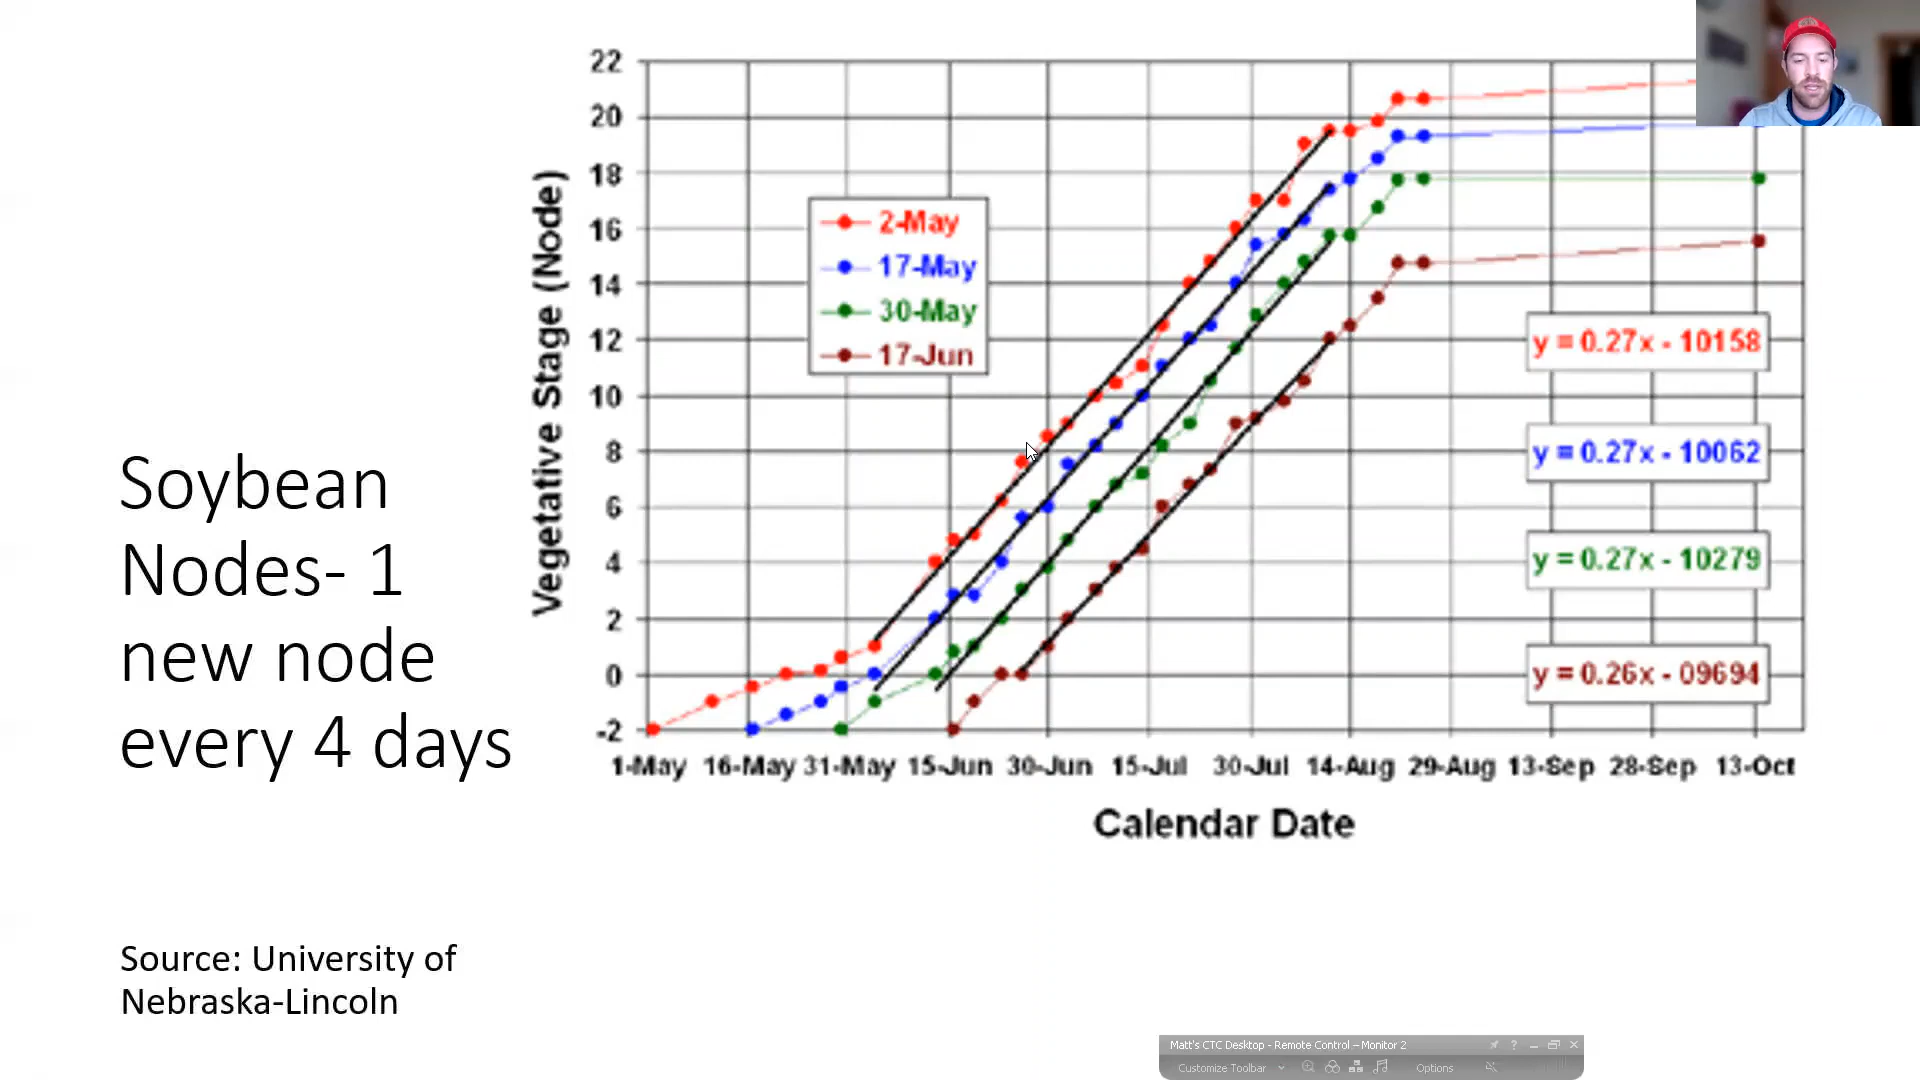 Soybean
Nodes- 1
new node
every 4 days
Source: University of
Nebraska-Lincoln
Vegetative Stage (Node)
22
20
18
16
14
12
10
8
6
4
2
0
-2
2-May
17-May
30-May
17-Jun
y = 0.27x - 10158
y = 0.27x - 10062
y = 0.27x - 10279
y = 0.26x - 09694
1-May 16-May 31-May 15-Jun 30-Jun 15-Jul 30-Jul 14-Aug 29-Aug 13-Sep 28-Sep 13-Oct
Calendar Date
Matt's CTC Desktop - Remote Control – Monitor 2
Customize Toolbar Options